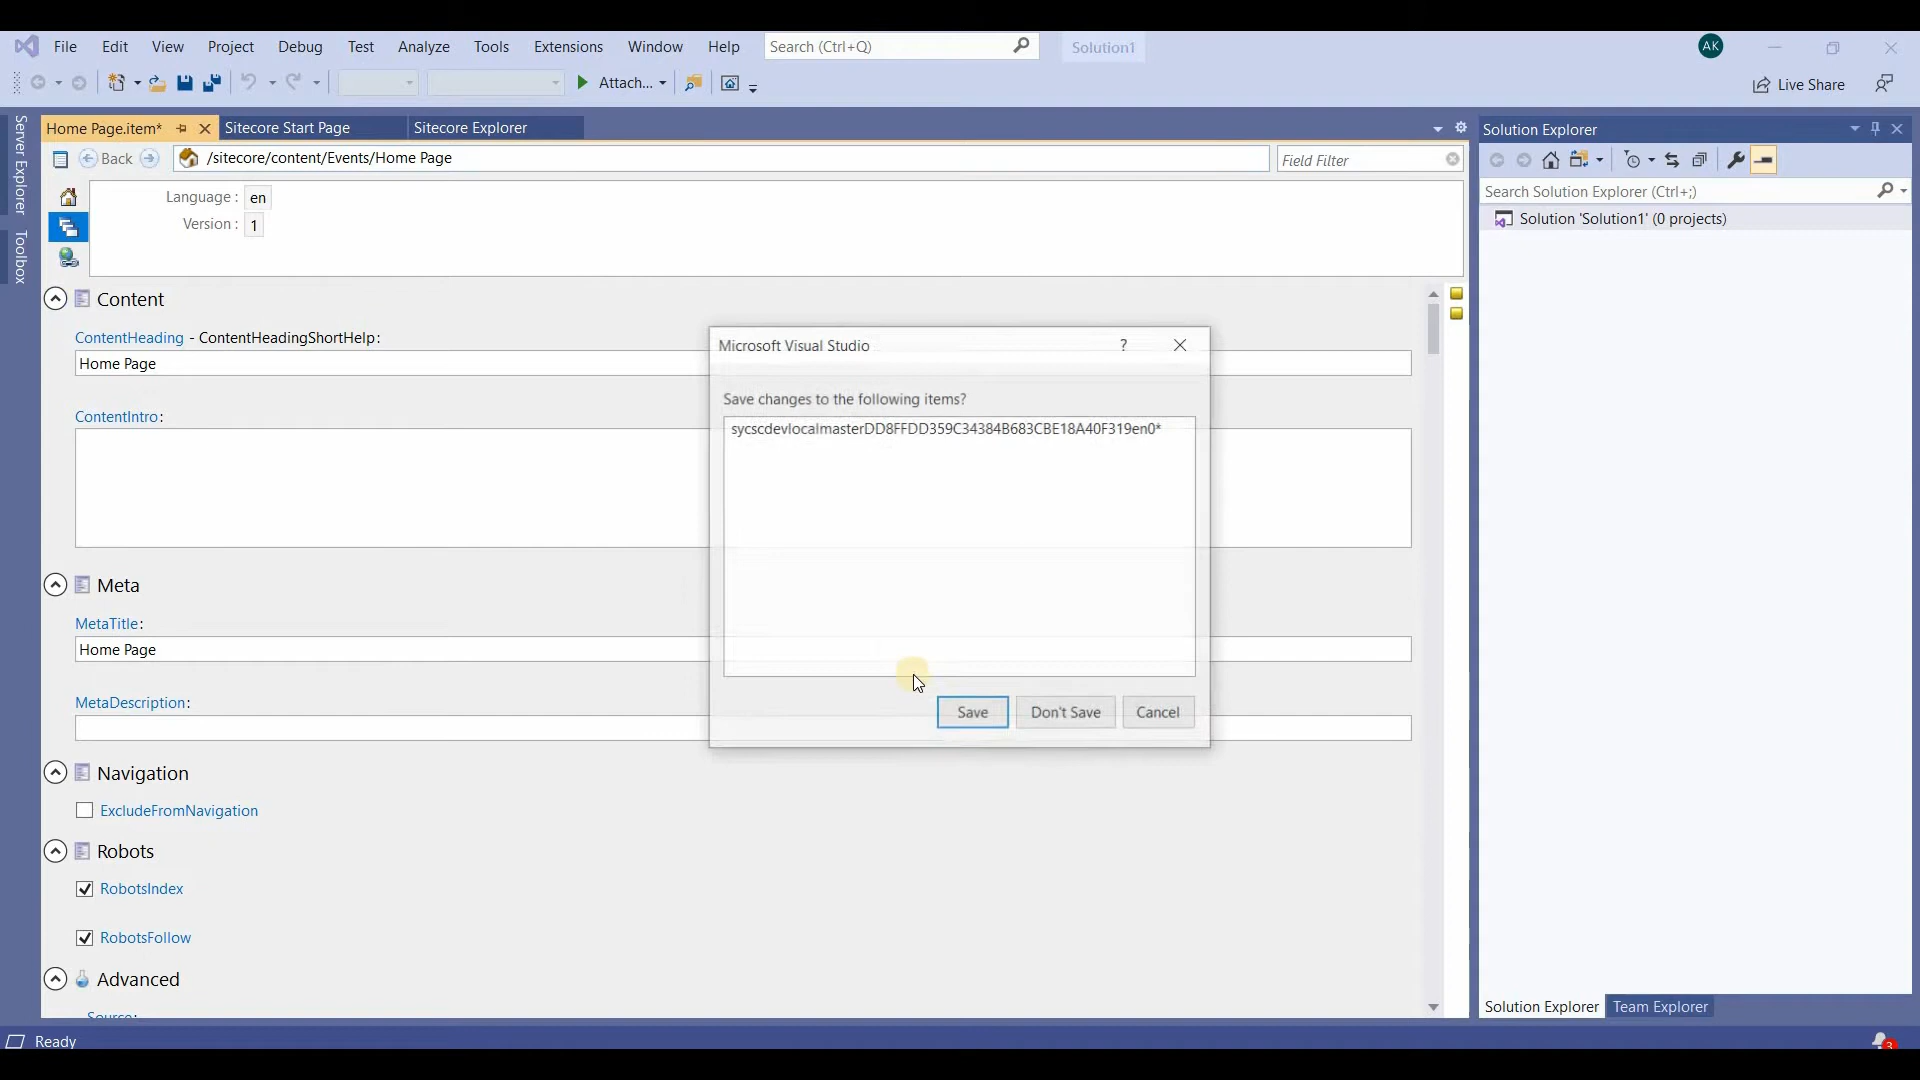 File Edit View Project Debug Test Analyze Tools Extensions Window Help Search (Ctrl+Q) Solution1 AK
Attach... Live Share
Server Explorer
Toolbox
Home Page.item* Sitecore Start Page Sitecore Explorer
Back /sitecore/content/Events/Home Page Field Filter
Language : en
Version : 1
Content
ContentHeading - ContentHeadingShortHelp:
Home Page
ContentIntro:
Meta
MetaTitle:
Home Page
MetaDescription:
Navigation
ExcludeFromNavigation
Robots
RobotsIndex
RobotsFollow
Advanced
Source:
Microsoft Visual Studio ?
Save changes to the following items?
sycscdevlocalmasterDD8FFDD359C34384B683CBE18A40F319en0*
Save Don't Save Cancel
Solution Explorer
Search Solution Explorer (Ctrl+;)
Solution 'Solution1' (0 projects)
Solution Explorer Team Explorer
Ready
3